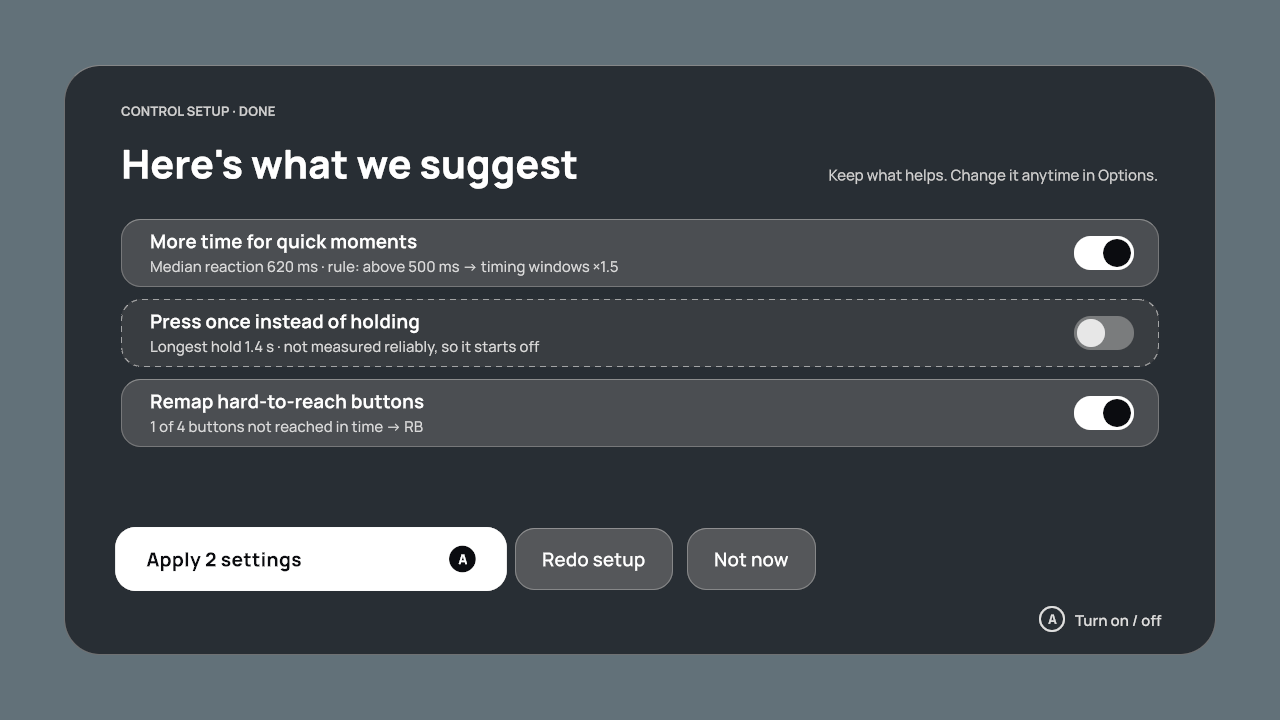 CONTROL SETUP · DONE
Here's what we suggest
Keep what helps. Change it anytime in Options.
More time for quick moments
Median reaction 620 ms · rule: above 500 ms → timing windows ×1.5
Press once instead of holding
Longest hold 1.4 s · not measured reliably, so it starts off
Remap hard-to-reach buttons
1 of 4 buttons not reached in time → RB
Apply 2 settings A
Redo setup
Not now
A Turn on / off